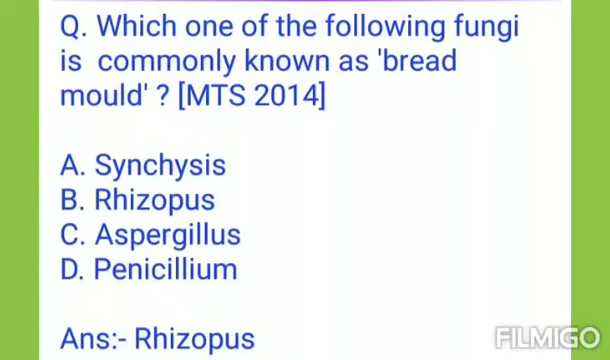 Q. Which one of the following fungi
is commonly known as 'bread
mould' ? [MTS 2014]
A. Synchysis
B. Rhizopus
C. Aspergillus
D. Penicillium
Ans:- Rhizopus
FILMIGO